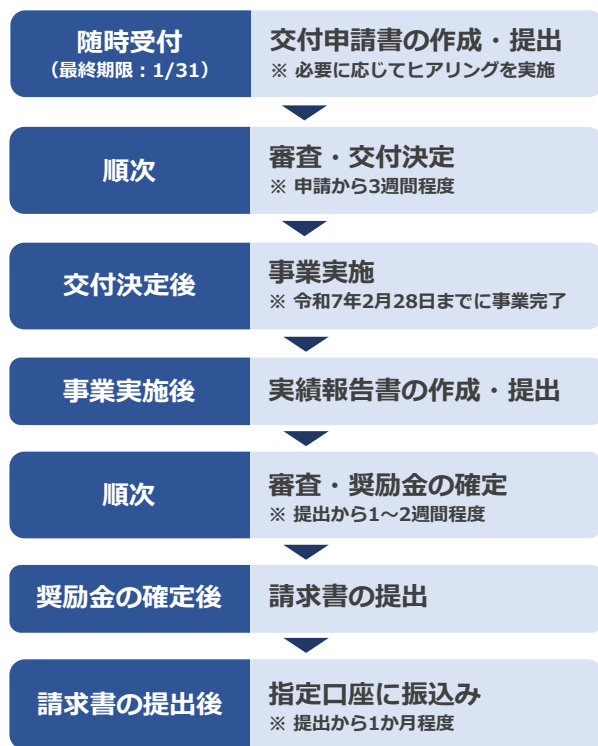 随時受付
(最終期限：1/31)
交付申請書の作成・提出
※ 必要に応じてヒアリングを実施
順次
審査・交付決定
※ 申請から3週間程度
交付決定後
事業実施
※ 令和7年2月28日までに事業完了
事業実施後
実績報告書の作成・提出
順次
審査・奨励金の確定
※ 提出から1～2週間程度
奨励金の確定後
請求書の提出
請求書の提出後
指定口座に振込み
※ 提出から1か月程度